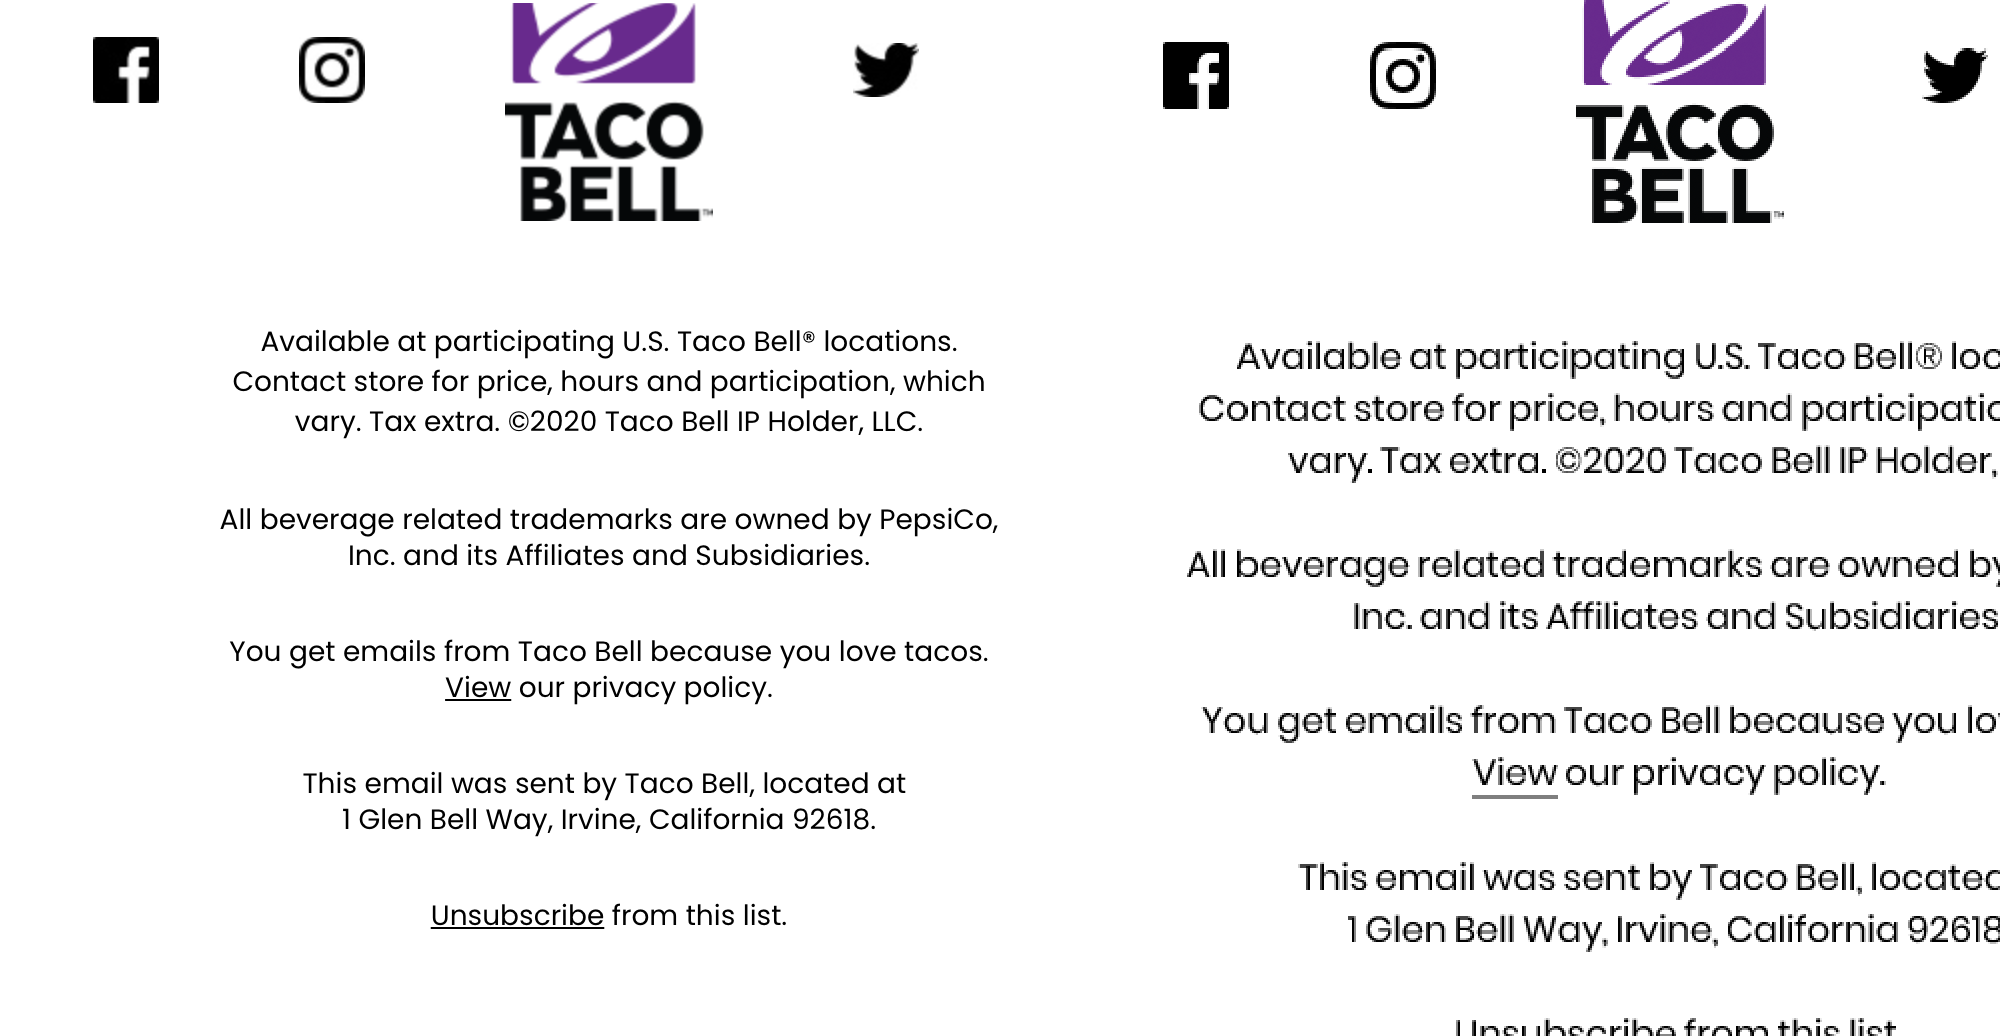 TACO
BELL™
Available at participating U.S. Taco Bell® locations.
Contact store for price, hours and participation, which
vary. Tax extra. ©2020 Taco Bell IP Holder, LLC.
All beverage related trademarks are owned by PepsiCo,
Inc. and its Affiliates and Subsidiaries.
You get emails from Taco Bell because you love tacos.
View our privacy policy.
This email was sent by Taco Bell, located at
1 Glen Bell Way, Irvine, California 92618.
Unsubscribe from this list.
TACO
BELL™
Available at participating U.S. Taco Bell® loc
Contact store for price, hours and participatio
vary. Tax extra. ©2020 Taco Bell IP Holder,
All beverage related trademarks are owned by
Inc. and its Affiliates and Subsidiaries
You get emails from Taco Bell because you lo
View our privacy policy.
This email was sent by Taco Bell, located
1 Glen Bell Way, Irvine, California 92618
Unsubscribe from this list